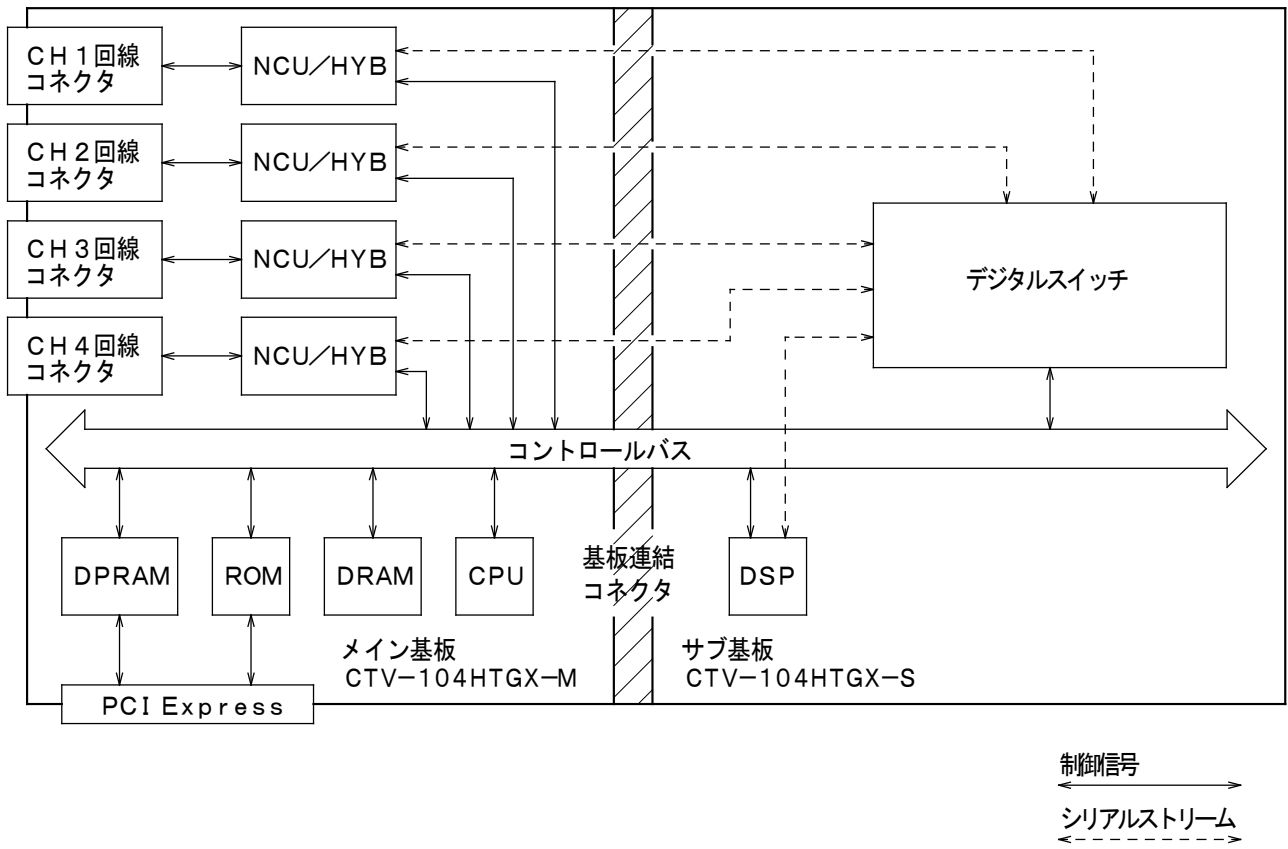 CH1回線
コネクタ
NCU/HYB
CH2回線
コネクタ
NCU/HYB
CH3回線
コネクタ
NCU/HYB
デジタルスイッチ
CH4回線
コネクタ
NCU/HYB
コントロールバス
DPRAM
ROM
DRAM
CPU
基板連結
コネクタ
DSP
メイン基板
CTV-104HTGX-M
サブ基板
CTV-104HTGX-S
PCI Express
制御信号
シリアルストリーム